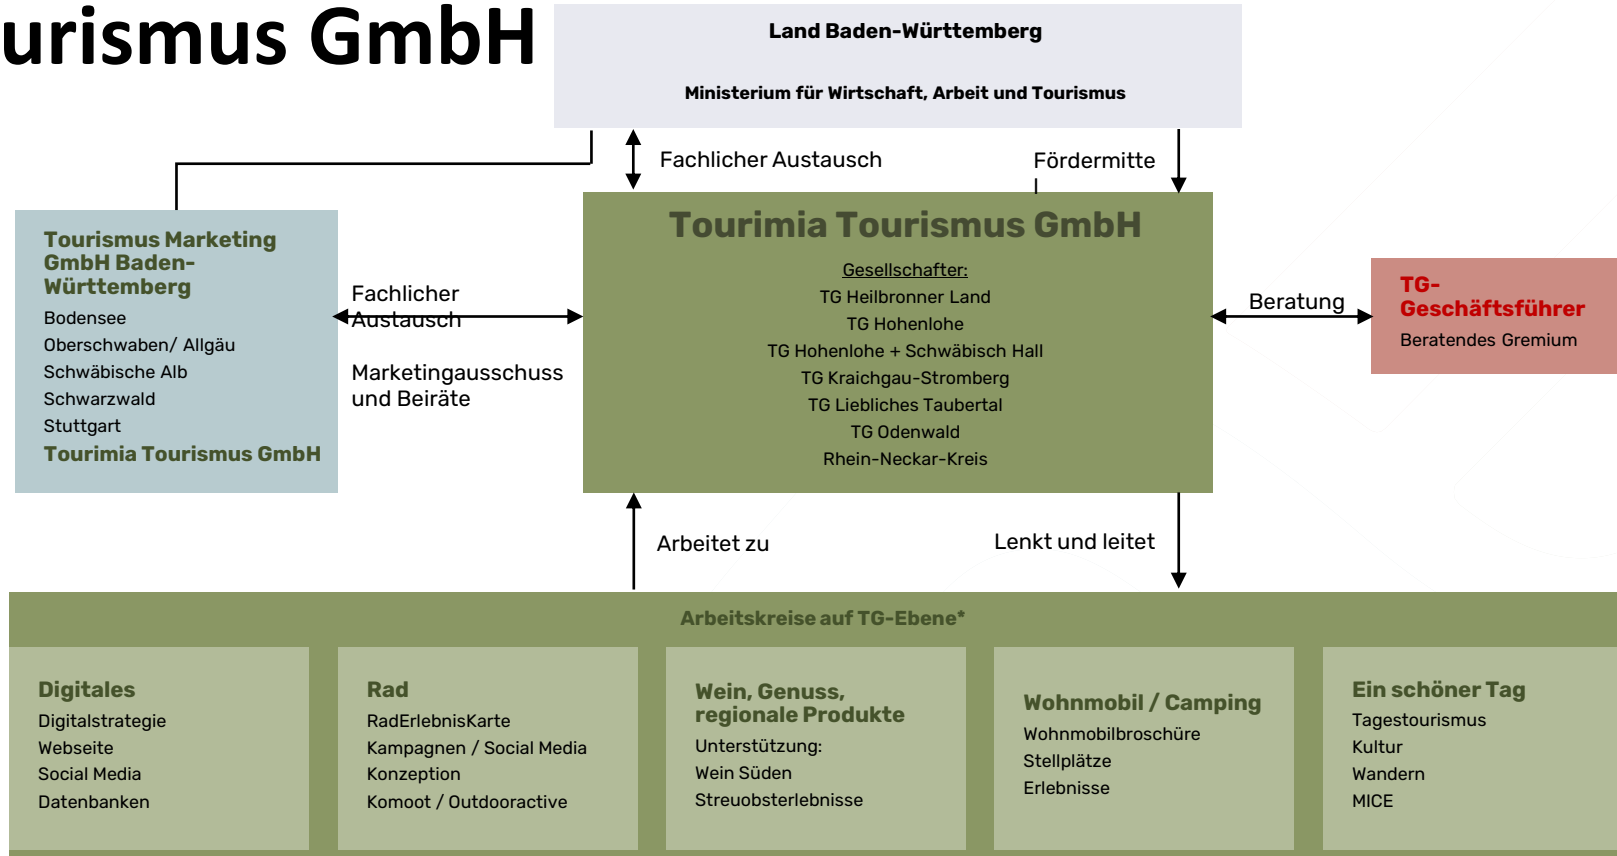 urismus GmbH
Land Baden-Württemberg
Ministerium für Wirtschaft, Arbeit und Tourismus
Fachlicher Austausch
Fördermitte
l
Tourismus Marketing
GmbH Baden-
Württemberg
Bodensee
Oberschwaben/ Allgäu
Schwäbische Alb
Schwarzwald
Stuttgart
Tourimia Tourismus GmbH
Fachlicher
Austausch
Marketingausschuss
und Beiräte
Tourimia Tourismus GmbH
Gesellschafter:
TG Heilbronner Land
TG Hohenlohe
TG Hohenlohe + Schwäbisch Hall
TG Kraichgau-Stromberg
TG Liebliches Taubertal
TG Odenwald
Rhein-Neckar-Kreis
Beratung
TG-
Geschäftsführer
Beratendes Gremium
Arbeitet zu
Lenkt und leitet
Arbeitskreise auf TG-Ebene*
Digitales
Digitalstrategie
Webseite
Social Media
Datenbanken
Rad
RadErlebnisKarte
Kampagnen / Social Media
Konzeption
Komoot / Outdooractive
Wein, Genuss,
regionale Produkte
Unterstützung:
Wein Süden
Streuobsterlebnisse
Wohnmobil / Camping
Wohnmobilbroschüre
Stellplätze
Erlebnisse
Ein schöner Tag
Tagestourismus
Kultur
Wandern
MICE